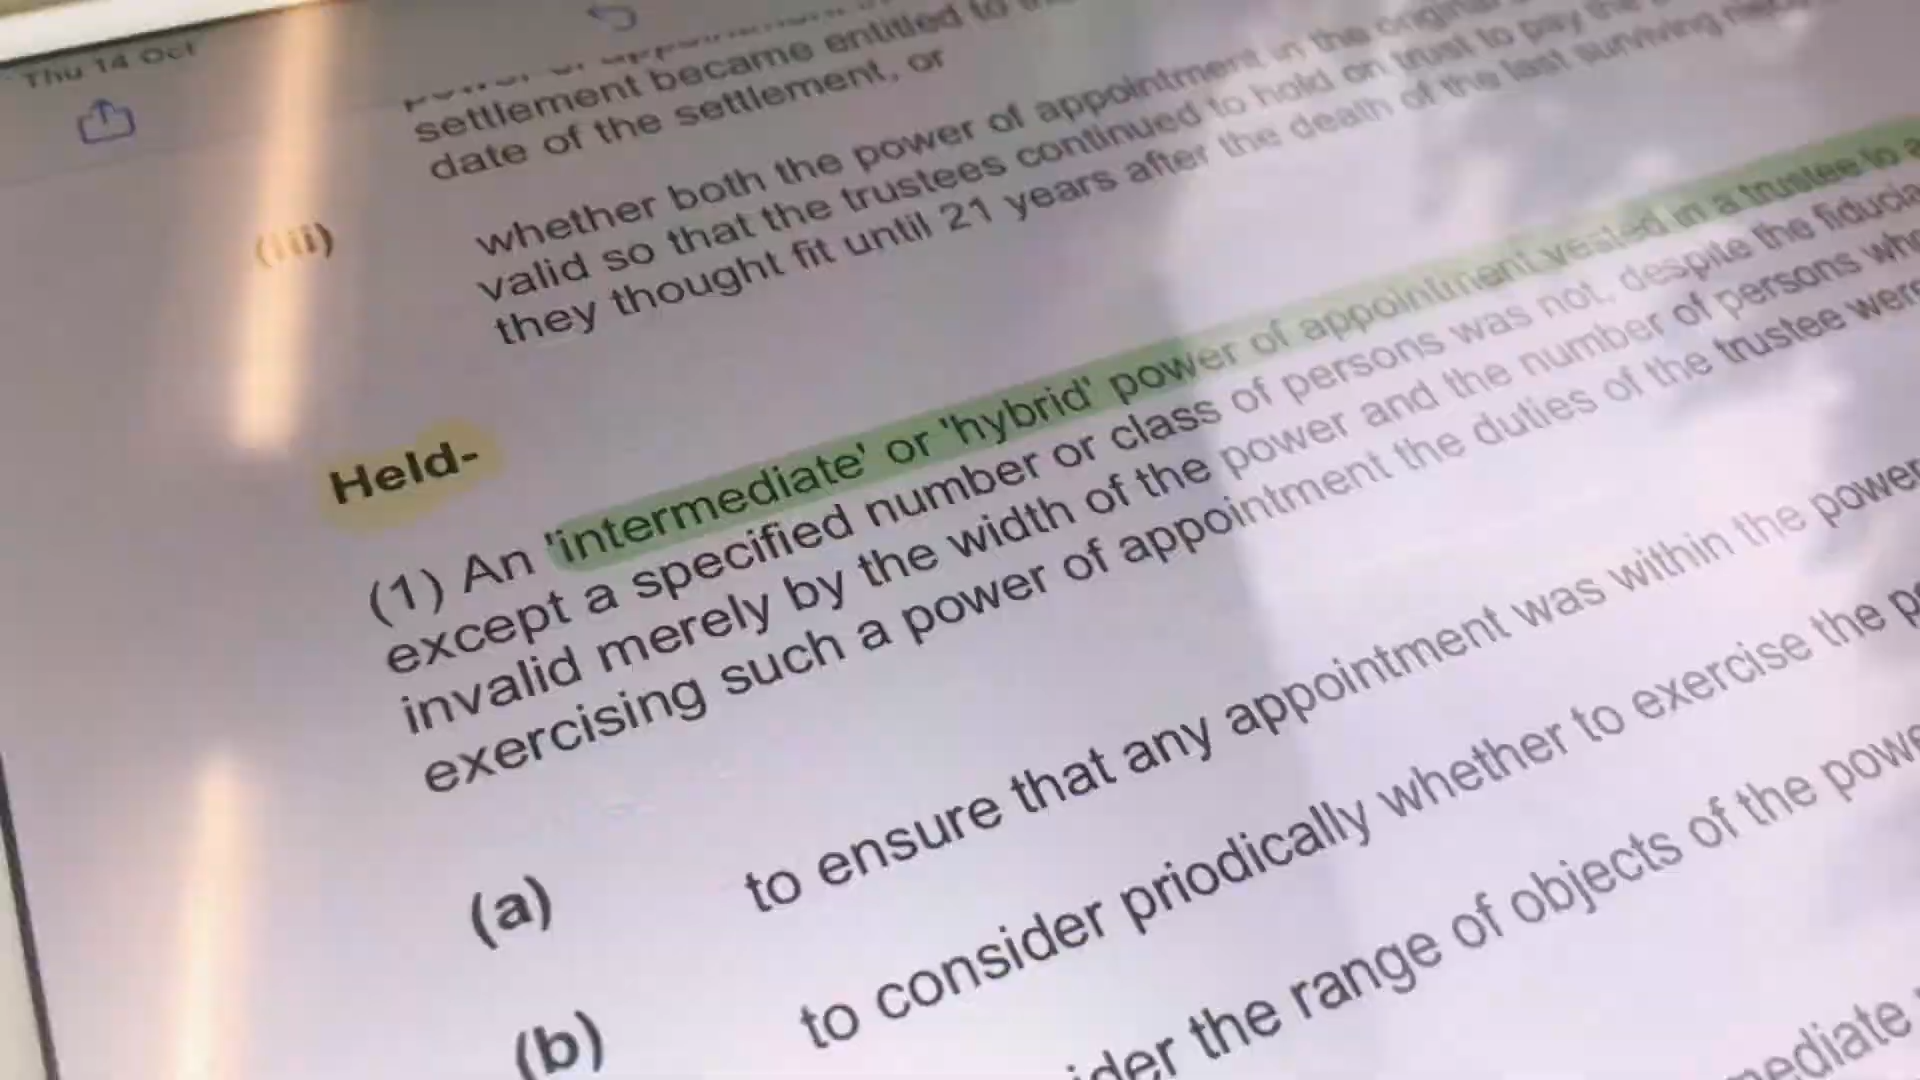 Thu 14 Oct
settlement became entitled to
date of the settlement, or
(iii) whether both the power of appointment in the original
valid so that the trustees continued to hold on trust to pay the
they thought fit until 21 years after the death of the last surviving
Held-
(1) An 'intermediate' or 'hybrid' power of appointment vested in a trustee to
except a specified number or class of persons was not, despite the
invalid merely by the width of the power and the number of persons
exercising such a power of appointment the duties of the trustee were
(a) to ensure that any appointment was within the power
(b) to consider priodically whether to exercise the
the range of objects of the